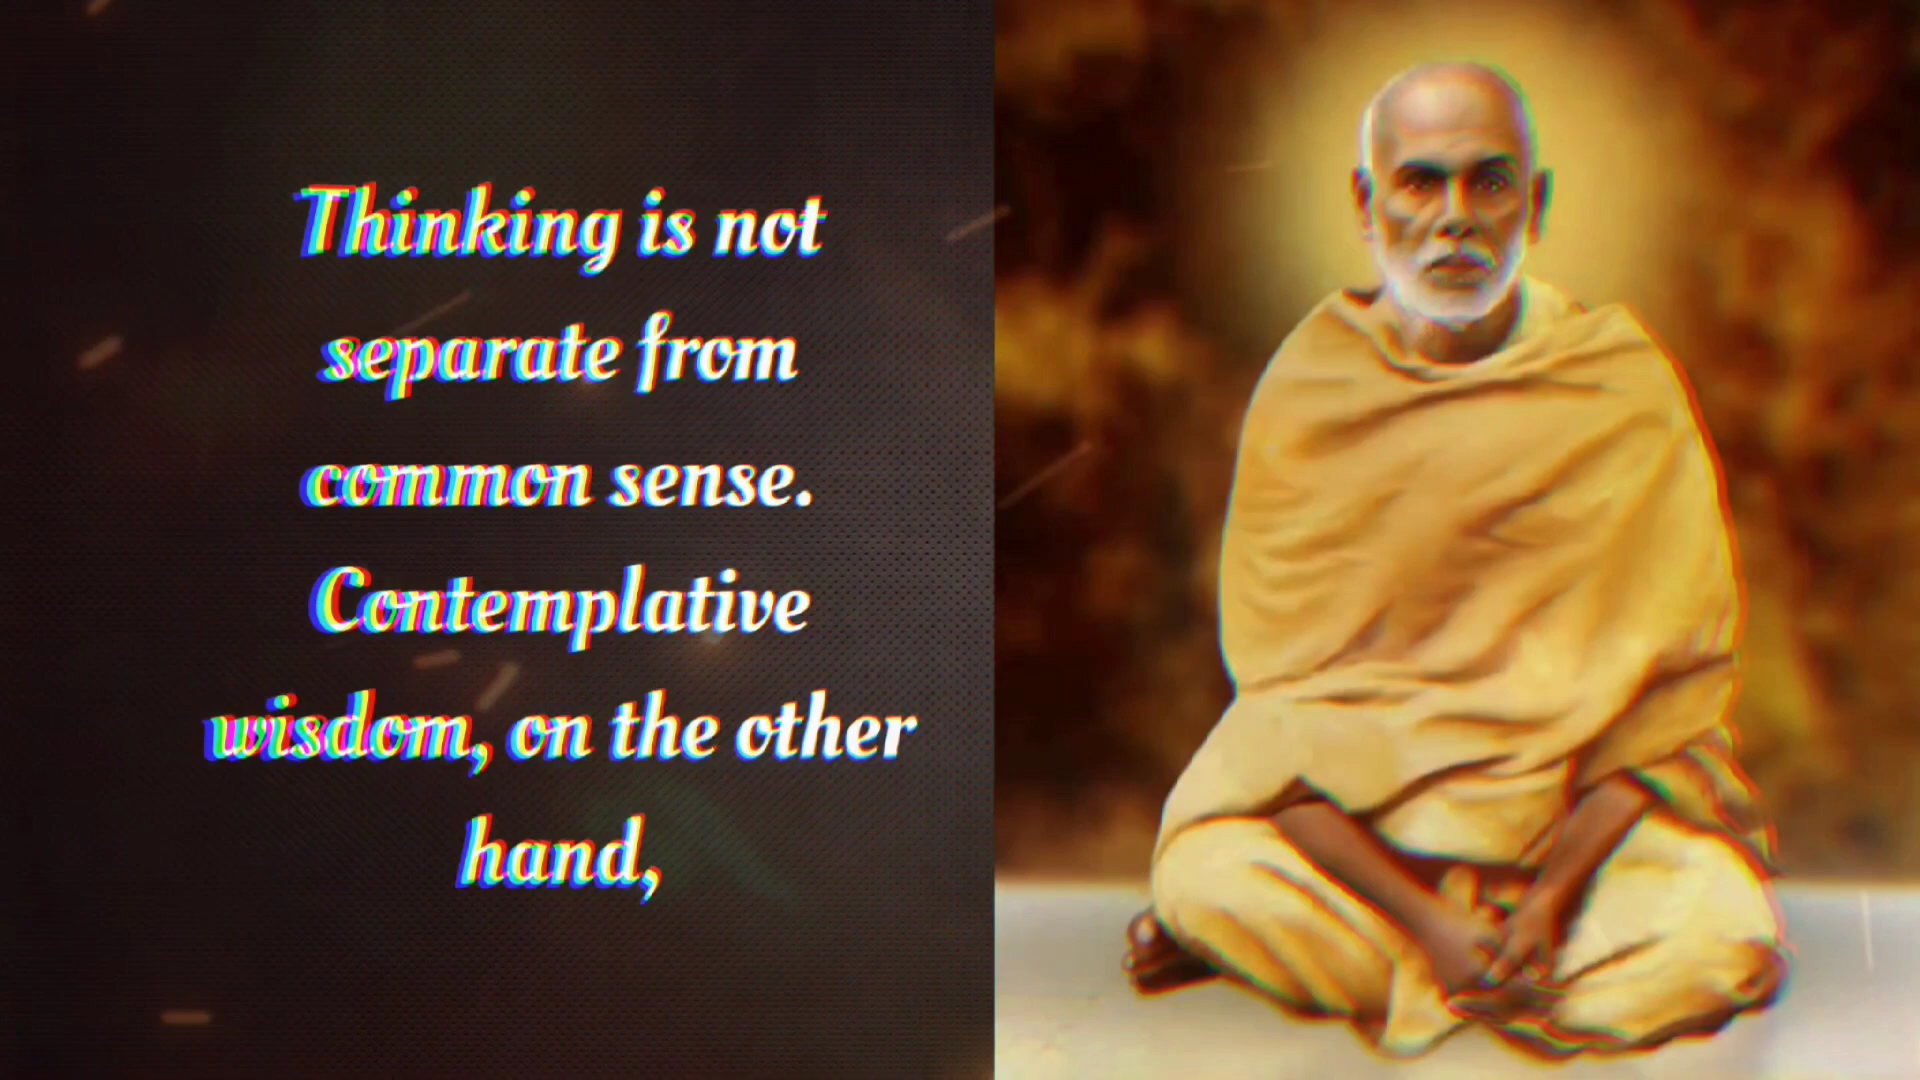 Thinking is not
separate from
common sense.
Contemplative
wisdom, on the other
hand,